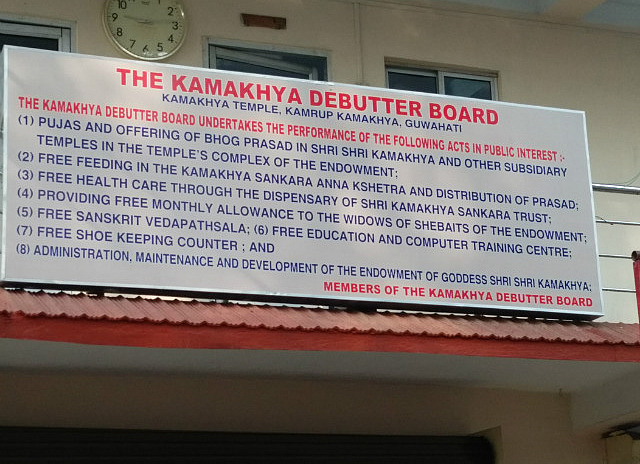 THE KAMAKHYA DEBUTTER BOARD
KAMAKHYA TEMPLE, KAMRUP KAMAKHYA, GUWAHATI
THE KAMAKHYA DEBUTTER BOARD UNDERTAKES THE PERFORMANCE OF THE FOLLOWING ACTS IN PUBLIC INTEREST :-
(1) PUJAS AND OFFERING OF BHOG PRASAD IN SHRI SHRI KAMAKHYA AND OTHER SUBSIDIARY
TEMPLES IN THE TEMPLE'S COMPLEX OF THE ENDOWMENT;
(2) FREE FEEDING IN THE KAMAKHYA SANKARA ANNA KSHETRA AND DISTRIBUTION OF PRASAD;
(3) FREE HEALTH CARE THROUGH THE DISPENSARY OF SHRI KAMAKHYA SANKARA TRUST;
(4) PROVIDING FREE MONTHLY ALLOWANCE TO THE WIDOWS OF SHEBAITS OF THE ENDOWMENT;
(5) FREE SANSKRIT VEDAPATHSALA; (6) FREE EDUCATION AND COMPUTER TRAINING CENTRE;
(7) FREE SHOE KEEPING COUNTER ; AND
(8) ADMINISTRATION, MAINTENANCE AND DEVELOPMENT OF THE ENDOWMENT OF GODDESS SHRI SHRI KAMAKHYA;
MEMBERS OF THE KAMAKHYA DEBUTTER BOARD